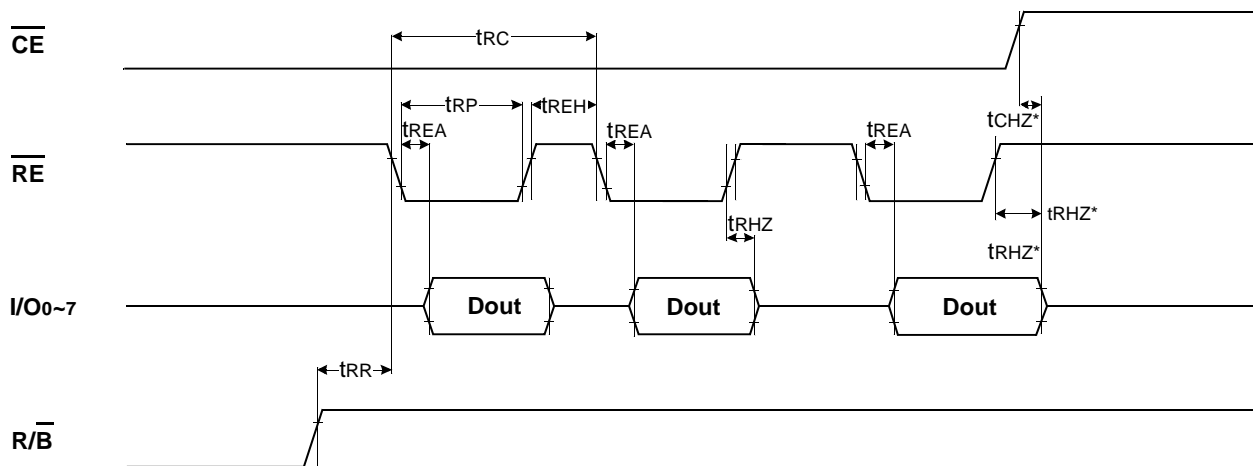 CE
tRC
tRP
tREH
tCHZ*
tREA
tREA
tREA
RE
tRHZ
tRHZ*
tRHZ*
I/O0~7
Dout
Dout
Dout
tRR
R/B